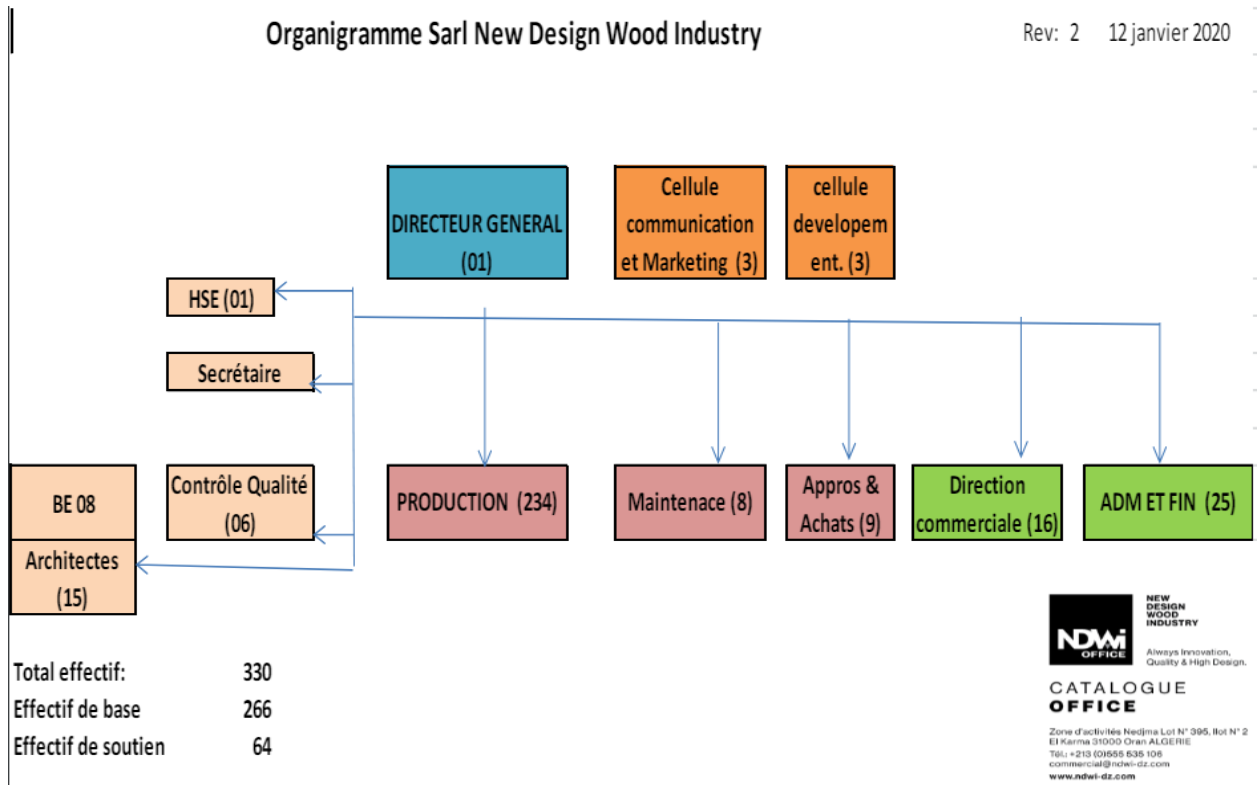 Organigramme Sarl New Design Wood Industry
Rev: 2 12 janvier 2020
DIRECTEUR GENERAL
(01)
Cellule
communication
et Marketing (3)
cellule
developem
ent. (3)
HSE (01)
Secrétaire
BE 08
Architectes
(15)
Contrôle Qualité
(06)
PRODUCTION (234)
Maintenace (8)
Appros &
Achats (9)
Direction
commerciale (16)
ADM ET FIN (25)
Total effectif: 330
Effectif de base 266
Effectif de soutien 64
NDWi
OFFICE
NEW
DESIGN
WOOD
INDUSTRY
Always Innovation,
Quality & High Design.
CATALOGUE
OFFICE
Zone d'activités Nedjma Lot N° 395, Ilot N° 2
El Karma 31000 Oran ALGERIE
Tél.: +213 (0)555 635 106
commercial@ndwi-dz.com
www.ndwi-dz.com